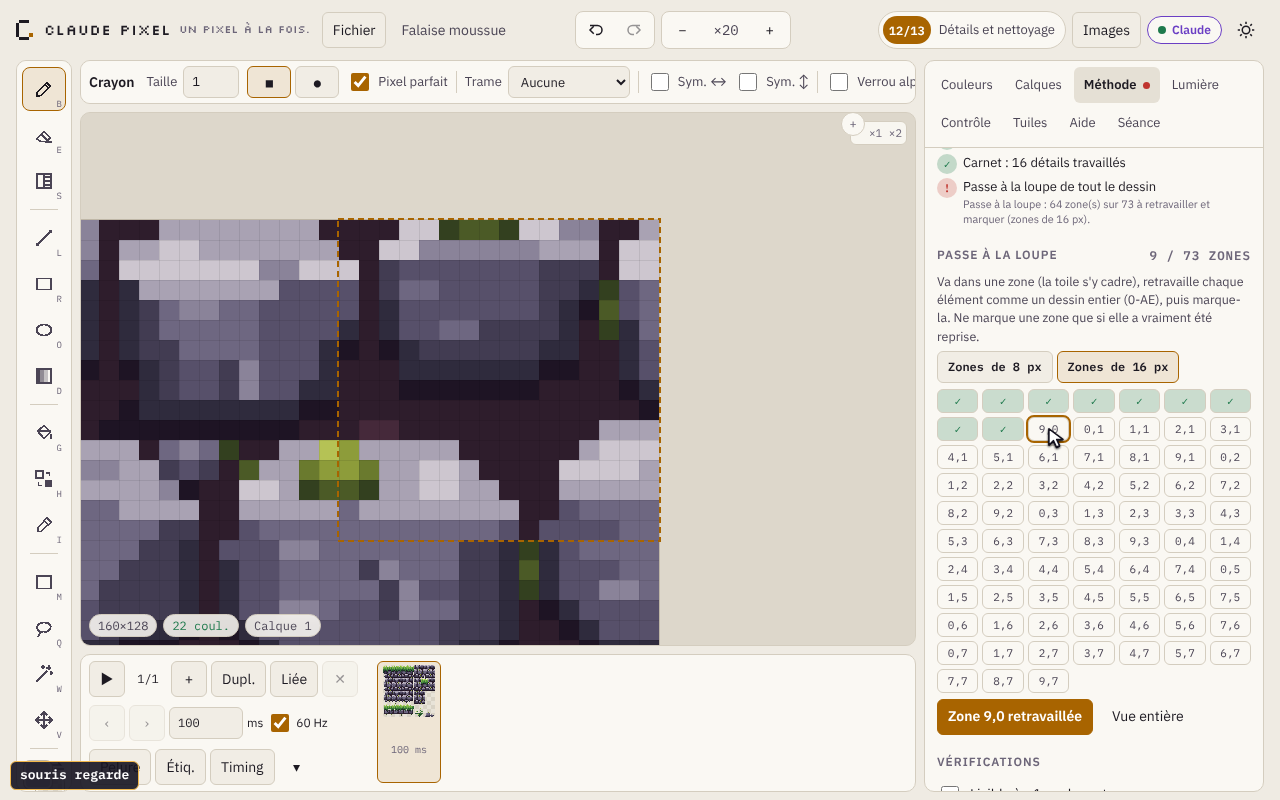 CLAUDE PIXEL UN PIXEL À LA FOIS. Fichier Falaise moussue − ×20 + 12/13 Détails et nettoyage Images Claude
Crayon Taille 1 ■ ● Pixel parfait Trame Aucune Sym. ↔ Sym. ↕ Verrou alp
B
E
S
L
R
O
D
G
H
I
M
Q
W
V
+ ×1 ×2
160×128 22 coul. Calque 1
1/1 + Dupl. Liée ✕
‹ › 100 ms 60 Hz
Pelure Étiq. Timing ▼
100 ms
souris regarde
Couleurs Calques Méthode Lumière
Contrôle Tuiles Aide Séance
✓ Carnet : 16 détails travaillés
! Passe à la loupe de tout le dessin
Passe à la loupe : 64 zone(s) sur 73 à retravailler et
marquer (zones de 16 px).
PASSE À LA LOUPE 9 / 73 ZONES
Va dans une zone (la toile s'y cadre), retravaille chaque
élément comme un dessin entier (0-AE), puis marque-
la. Ne marque une zone que si elle a vraiment été
reprise.
Zones de 8 px Zones de 16 px
✓ ✓ ✓ ✓ ✓ ✓ ✓
✓ ✓ 9,0 0,1 1,1 2,1 3,1
4,1 5,1 6,1 7,1 8,1 9,1 0,2
1,2 2,2 3,2 4,2 5,2 6,2 7,2
8,2 9,2 0,3 1,3 2,3 3,3 4,3
5,3 6,3 7,3 8,3 9,3 0,4 1,4
2,4 3,4 4,4 5,4 6,4 7,4 0,5
1,5 2,5 3,5 4,5 5,5 6,5 7,5
0,6 1,6 2,6 3,6 4,6 5,6 7,6
0,7 1,7 2,7 3,7 4,7 5,7 6,7
7,7 8,7 9,7
Zone 9,0 retravaillée Vue entière
VÉRIFICATIONS